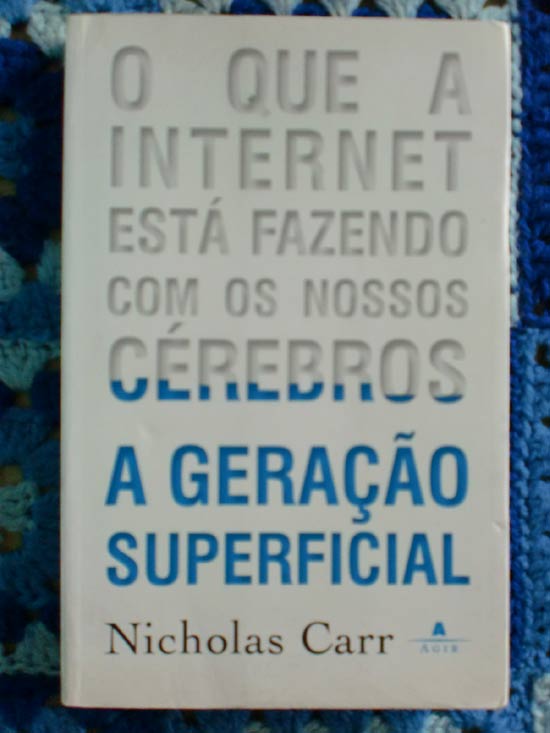 O QUE A
INTERNET
ESTÁ FAZENDO
COM OS NOSSOS
CÉREBROS
A GERAÇÃO
SUPERFICIAL
Nicholas Carr
A
AGIR